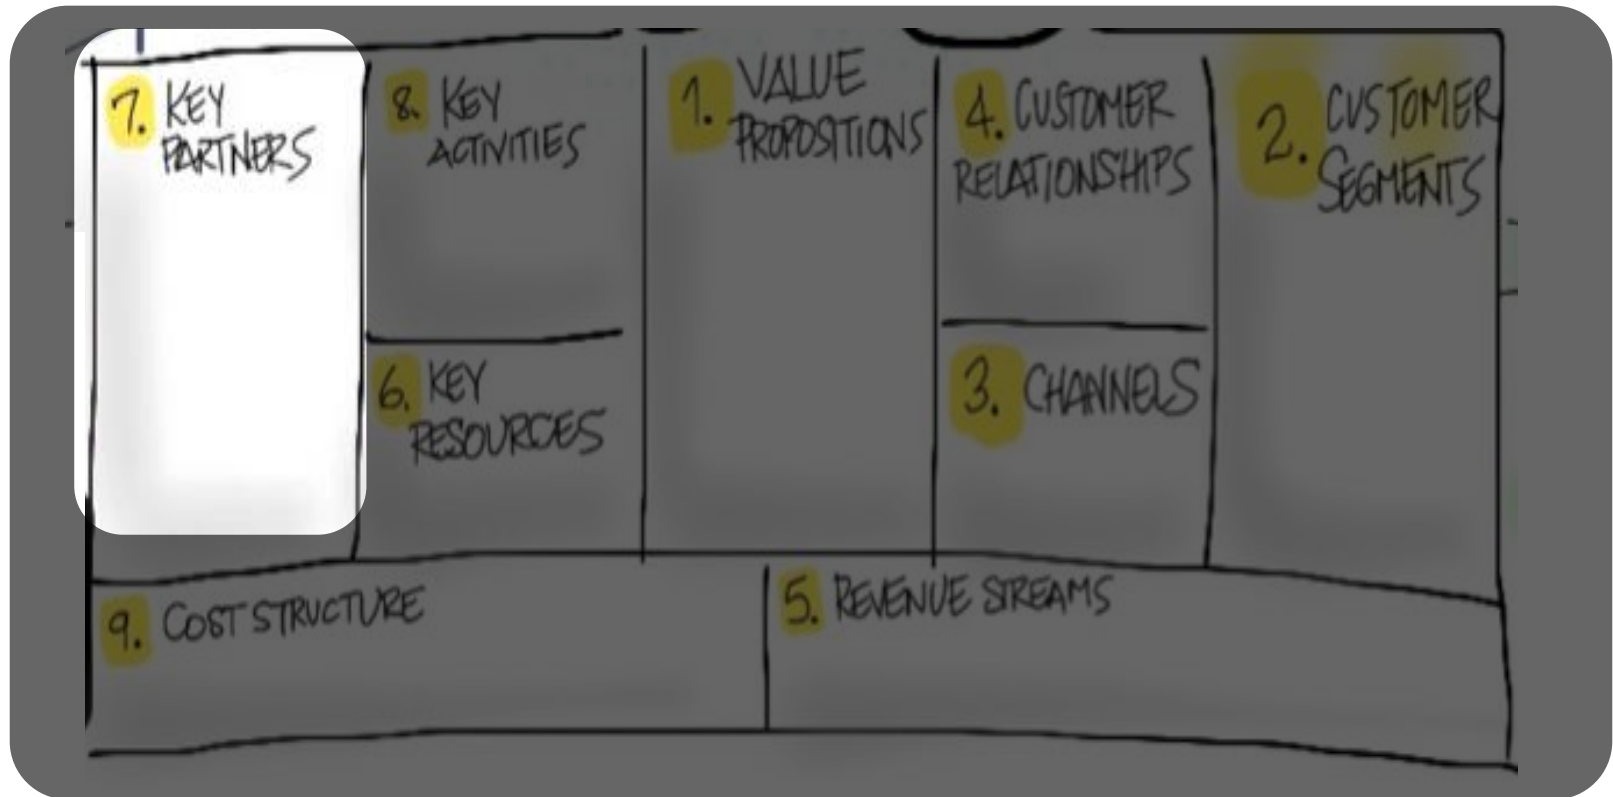 7. KEY
PARTNERS
8. KEY
ACTIVITIES
6. KEY
RESOURCES
1. VALUE
PROPOSITIONS
4. CUSTOMER
RELATIONSHIPS
3. CHANNELS
2. CUSTOMER
SEGMENTS
9. COST STRUCTURE
5. REVENUE STREAMS